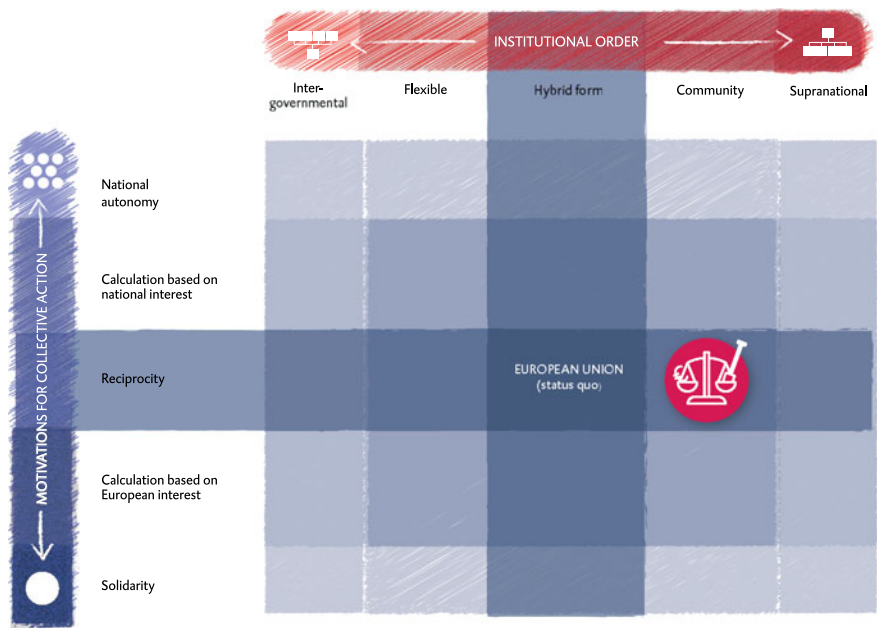 INSTITUTIONAL ORDER
Inter-
governmental
Flexible
Hybrid form
Community
Supranational
MOTIVATIONS FOR COLLECTIVE ACTION
National
autonomy
Calculation based on
national interest
Reciprocity
EUROPEAN UNION
(status quo)
Calculation based on
European interest
Solidarity